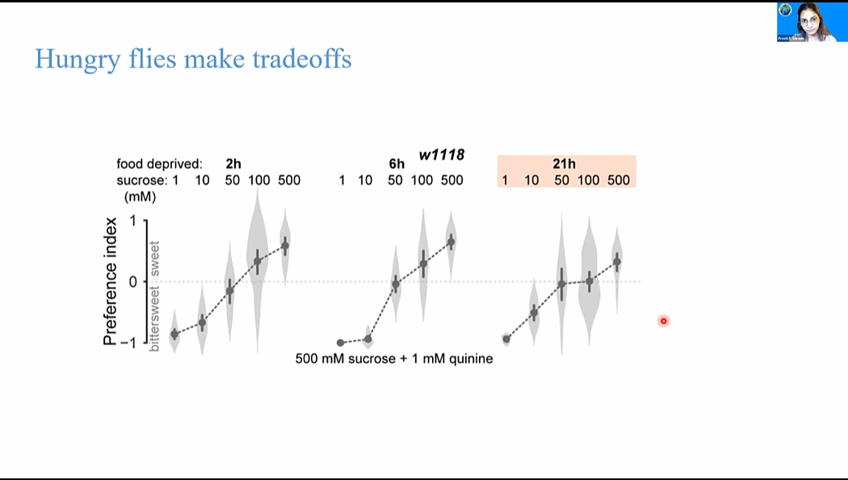 Hungry flies make tradeoffs
w1118
food deprived: 2h 6h 21h
sucrose: 1 10 50 100 500 1 10 50 100 500 1 10 50 100 500
(mM)
Preference index
bittersweet sweet
1
0
−1
500 mM sucrose + 1 mM quinine